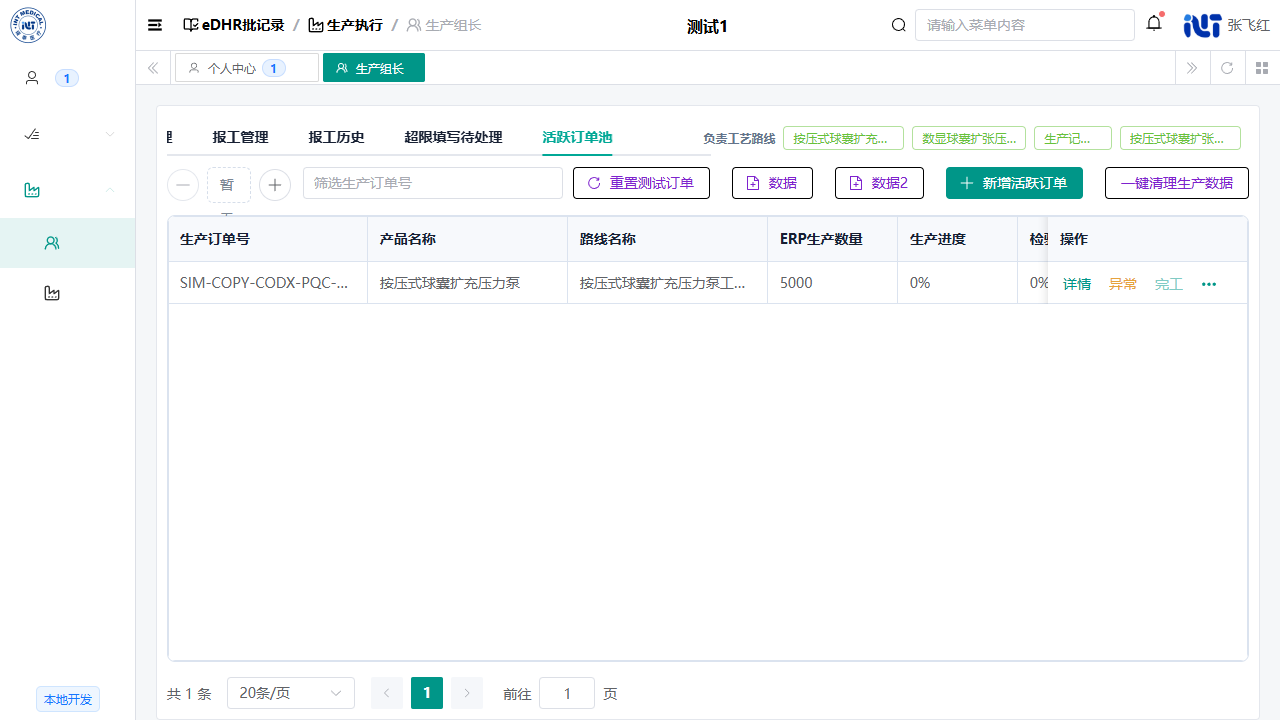 eDHR批记录 / 生产执行 / 生产组长
测试1
请输入菜单内容
张飞红
1
个人中心 1
生产组长
报工管理
报工历史
超限填写待处理
活跃订单池
负责工艺路线
按压式球囊扩充...
数显球囊扩张压...
生产记...
按压式球囊扩张...
暂
筛选生产订单号
重置测试订单
数据
数据2
新增活跃订单
一键清理生产数据
生产订单号 产品名称 路线名称 ERP生产数量 生产进度 操作
SIM-COPY-CODX-PQC-... 按压式球囊扩充压力泵 按压式球囊扩充压力泵工... 5000 0% 0% 详情 异常 完工 •••
共 1 条
20条/页
1
前往 1 页
本地开发